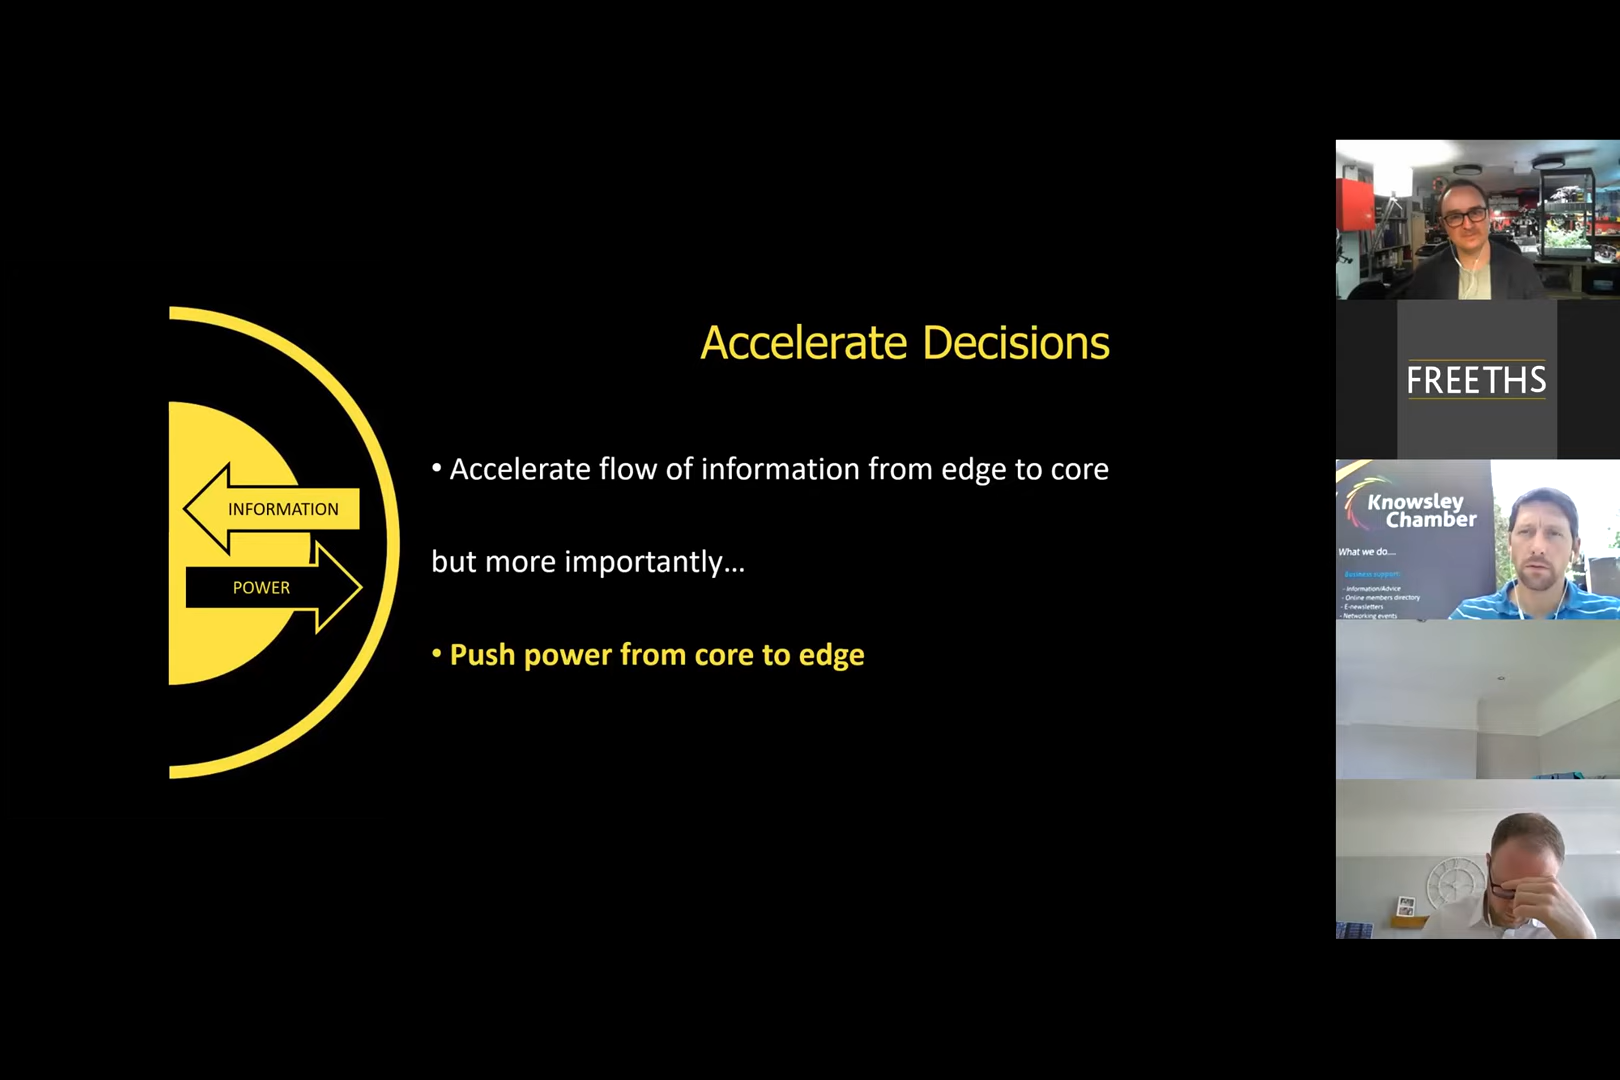 Accelerate Decisions
INFORMATION
POWER
• Accelerate flow of information from edge to core
but more importantly...
• Push power from core to edge
FREETHS
Knowsley
Chamber
What we do....
Business support:
- Information/Advice
- Online members directory
- E-newsletters
- Networking events